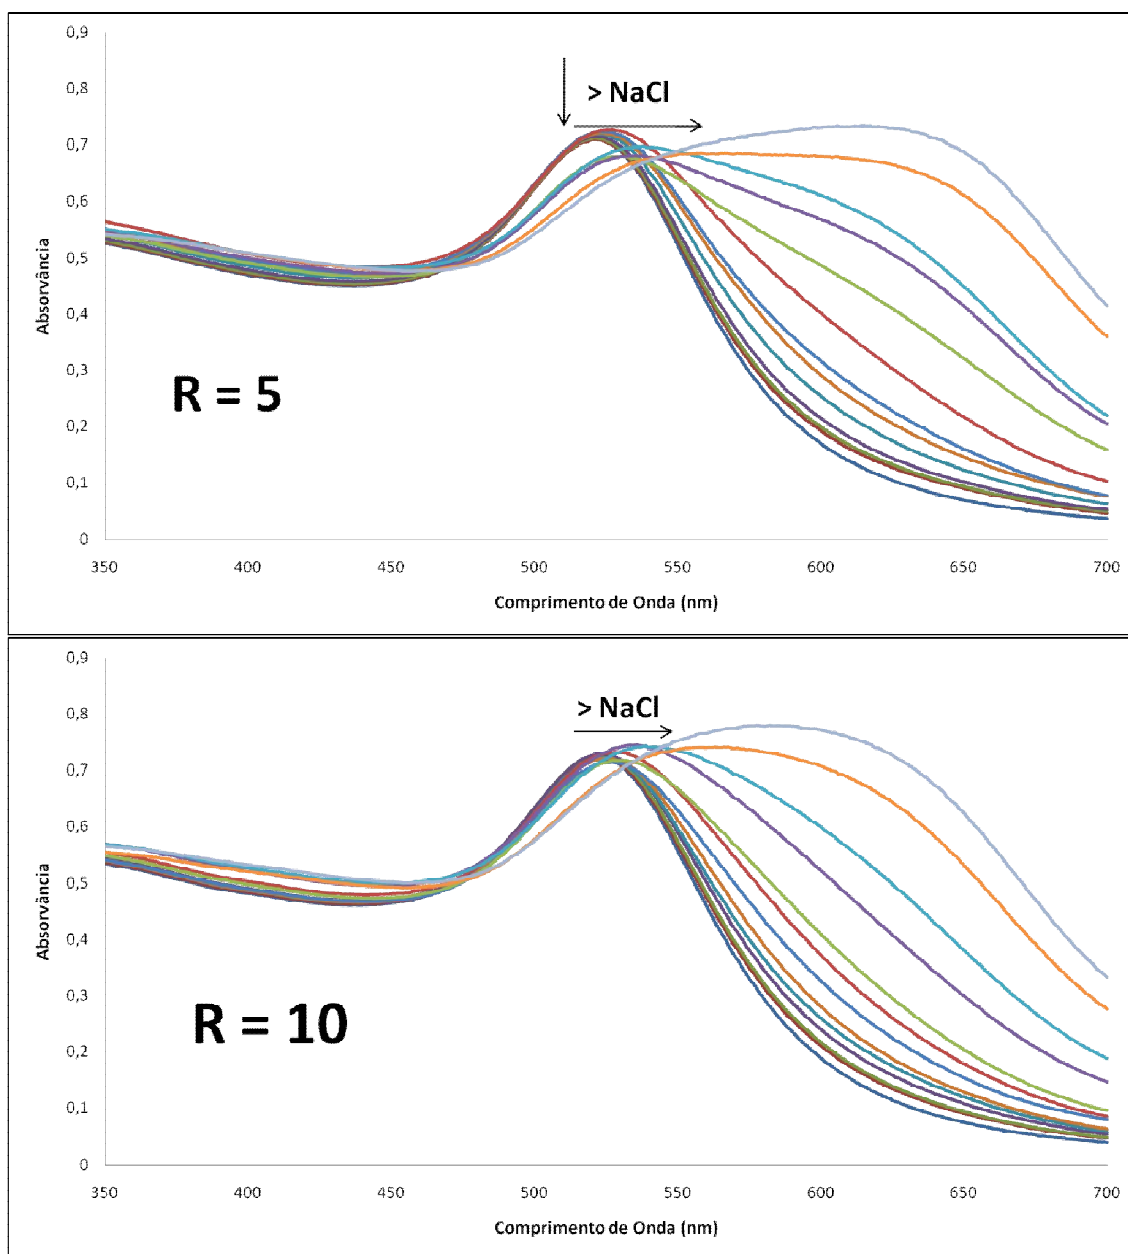 0,9
0,8
> NaCl
0,7
0,6
0,5
0,4
R = 5
0,3
0,2
0,1
0
Absorvância
350 400 450 500 550 600 650 700
Comprimento de Onda (nm)
0,9
0,8
> NaCl
0,7
0,6
0,5
0,4
0,3
R = 10
0,2
0,1
0
Absorvância
350 400 450 500 550 600 650 700
Comprimento de Onda (nm)